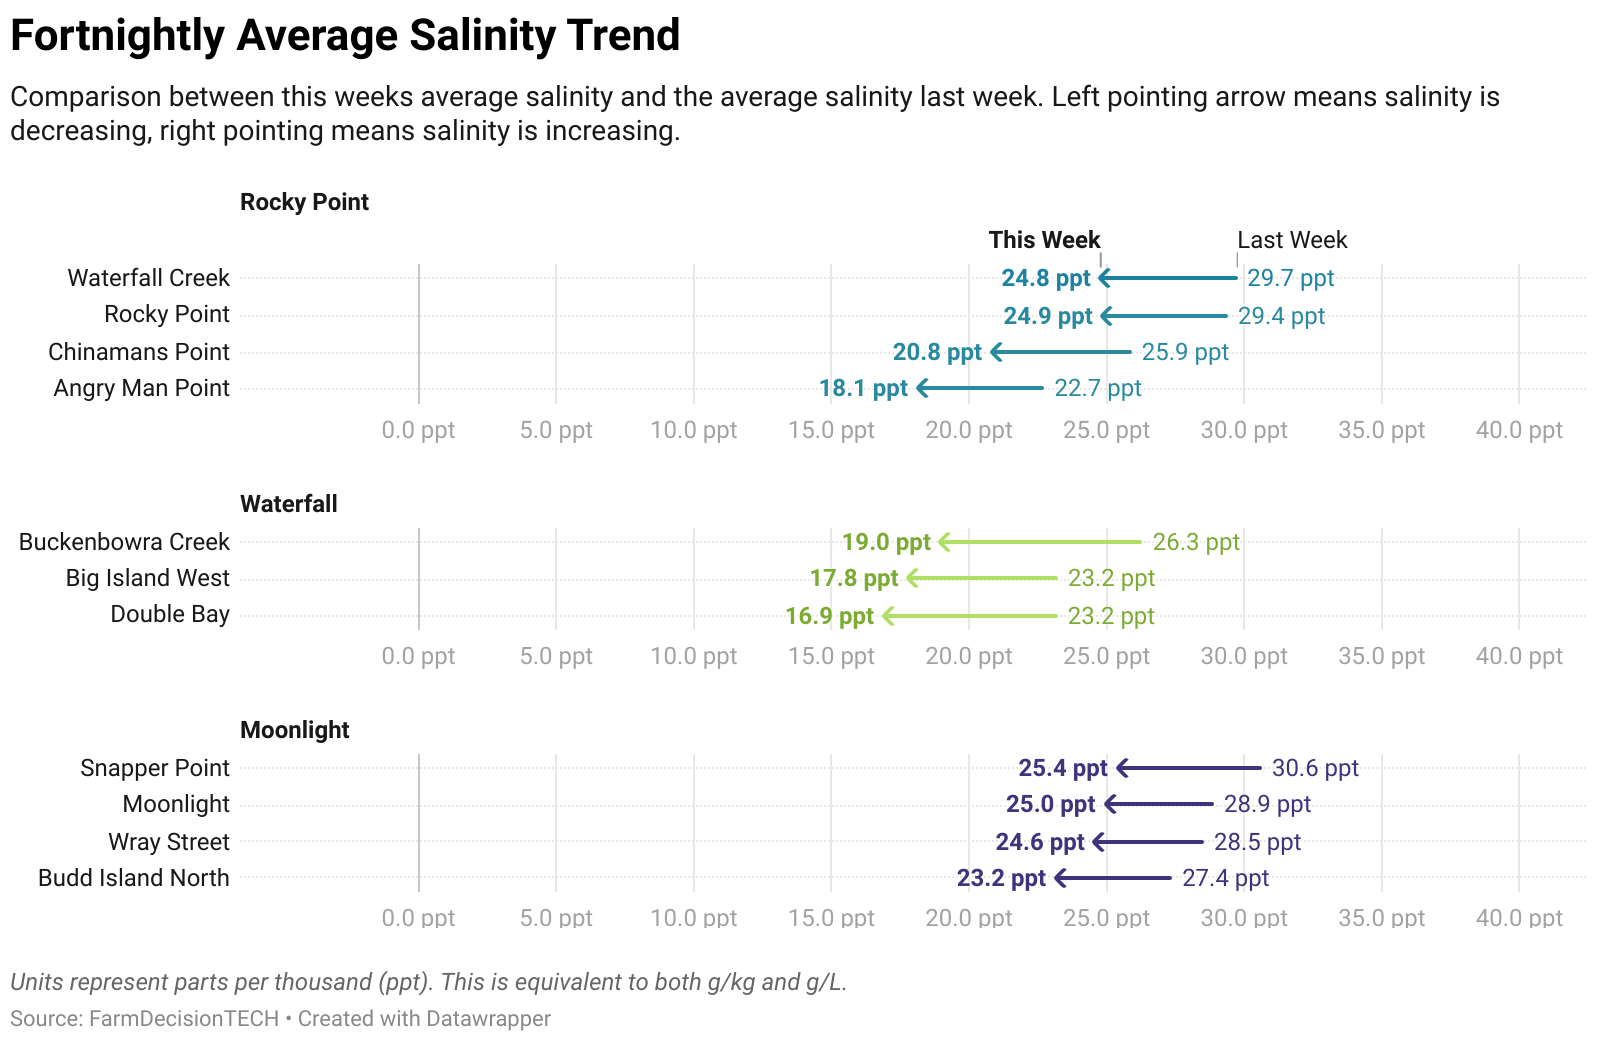 Fortnightly Average Salinity Trend
Comparison between this weeks average salinity and the average salinity last week. Left pointing arrow means salinity is
decreasing, right pointing means salinity is increasing.
Rocky Point
This Week Last Week
Waterfall Creek 24.8 ppt 29.7 ppt
Rocky Point 24.9 ppt 29.4 ppt
Chinamans Point 20.8 ppt 25.9 ppt
Angry Man Point 18.1 ppt 22.7 ppt
0.0 ppt 5.0 ppt 10.0 ppt 15.0 ppt 20.0 ppt 25.0 ppt 30.0 ppt 35.0 ppt 40.0 ppt
Waterfall
Buckenbowra Creek 19.0 ppt 26.3 ppt
Big Island West 17.8 ppt 23.2 ppt
Double Bay 16.9 ppt 23.2 ppt
0.0 ppt 5.0 ppt 10.0 ppt 15.0 ppt 20.0 ppt 25.0 ppt 30.0 ppt 35.0 ppt 40.0 ppt
Moonlight
Snapper Point 25.4 ppt 30.6 ppt
Moonlight 25.0 ppt 28.9 ppt
Wray Street 24.6 ppt 28.5 ppt
Budd Island North 23.2 ppt 27.4 ppt
0.0 ppt 5.0 ppt 10.0 ppt 15.0 ppt 20.0 ppt 25.0 ppt 30.0 ppt 35.0 ppt 40.0 ppt
Units represent parts per thousand (ppt). This is equivalent to both g/kg and g/L.
Source: FarmDecisionTECH • Created with Datawrapper